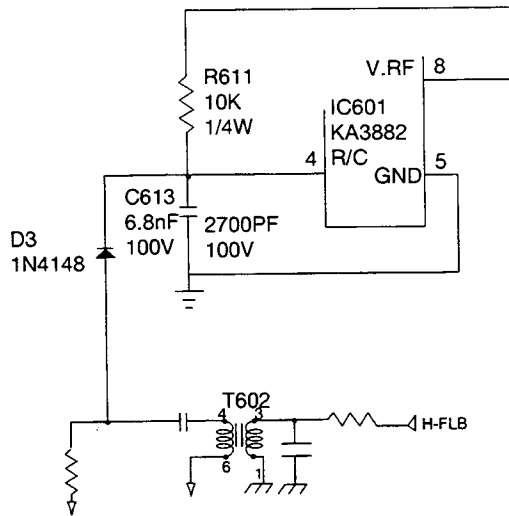 V.RF 8
R611
10K
1/4W
IC601
KA3882
R/C
4
GND 5
C613
6.8nF
100V
2700PF
100V
D3
1N4148
T602
4 3
H-FLB
6 1